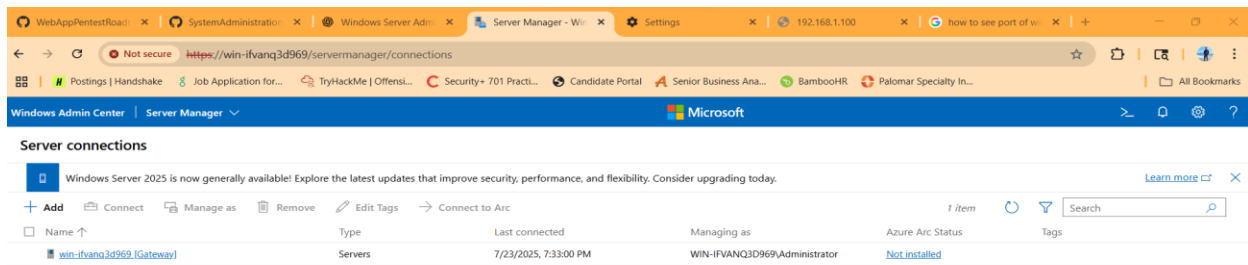 WebAppPentestRoad
SystemAdministration
Windows Server Adm
Server Manager - Wi
Settings
192.168.1.100
how to see port of wi
Not secure https://win-ifvanq3d969/servermanager/connections
Postings | Handshake Job Application for... TryHackMe | Offensi... Security+ 701 Practi... Candidate Portal Senior Business Ana... BambooHR Palomar Specialty In... All Bookmarks
Windows Admin Center | Server Manager Microsoft
Server connections
Windows Server 2025 is now generally available! Explore the latest updates that improve security, performance, and flexibility. Consider upgrading today. Learn more
Add Connect Manage as Remove Edit Tags Connect to Arc 1 item Search
Name Type Last connected Managing as Azure Arc Status Tags
win-ifvanq3d969 [Gateway] Servers 7/23/2025, 7:33:00 PM WIN-IFVANQ3D969\Administrator Not installed